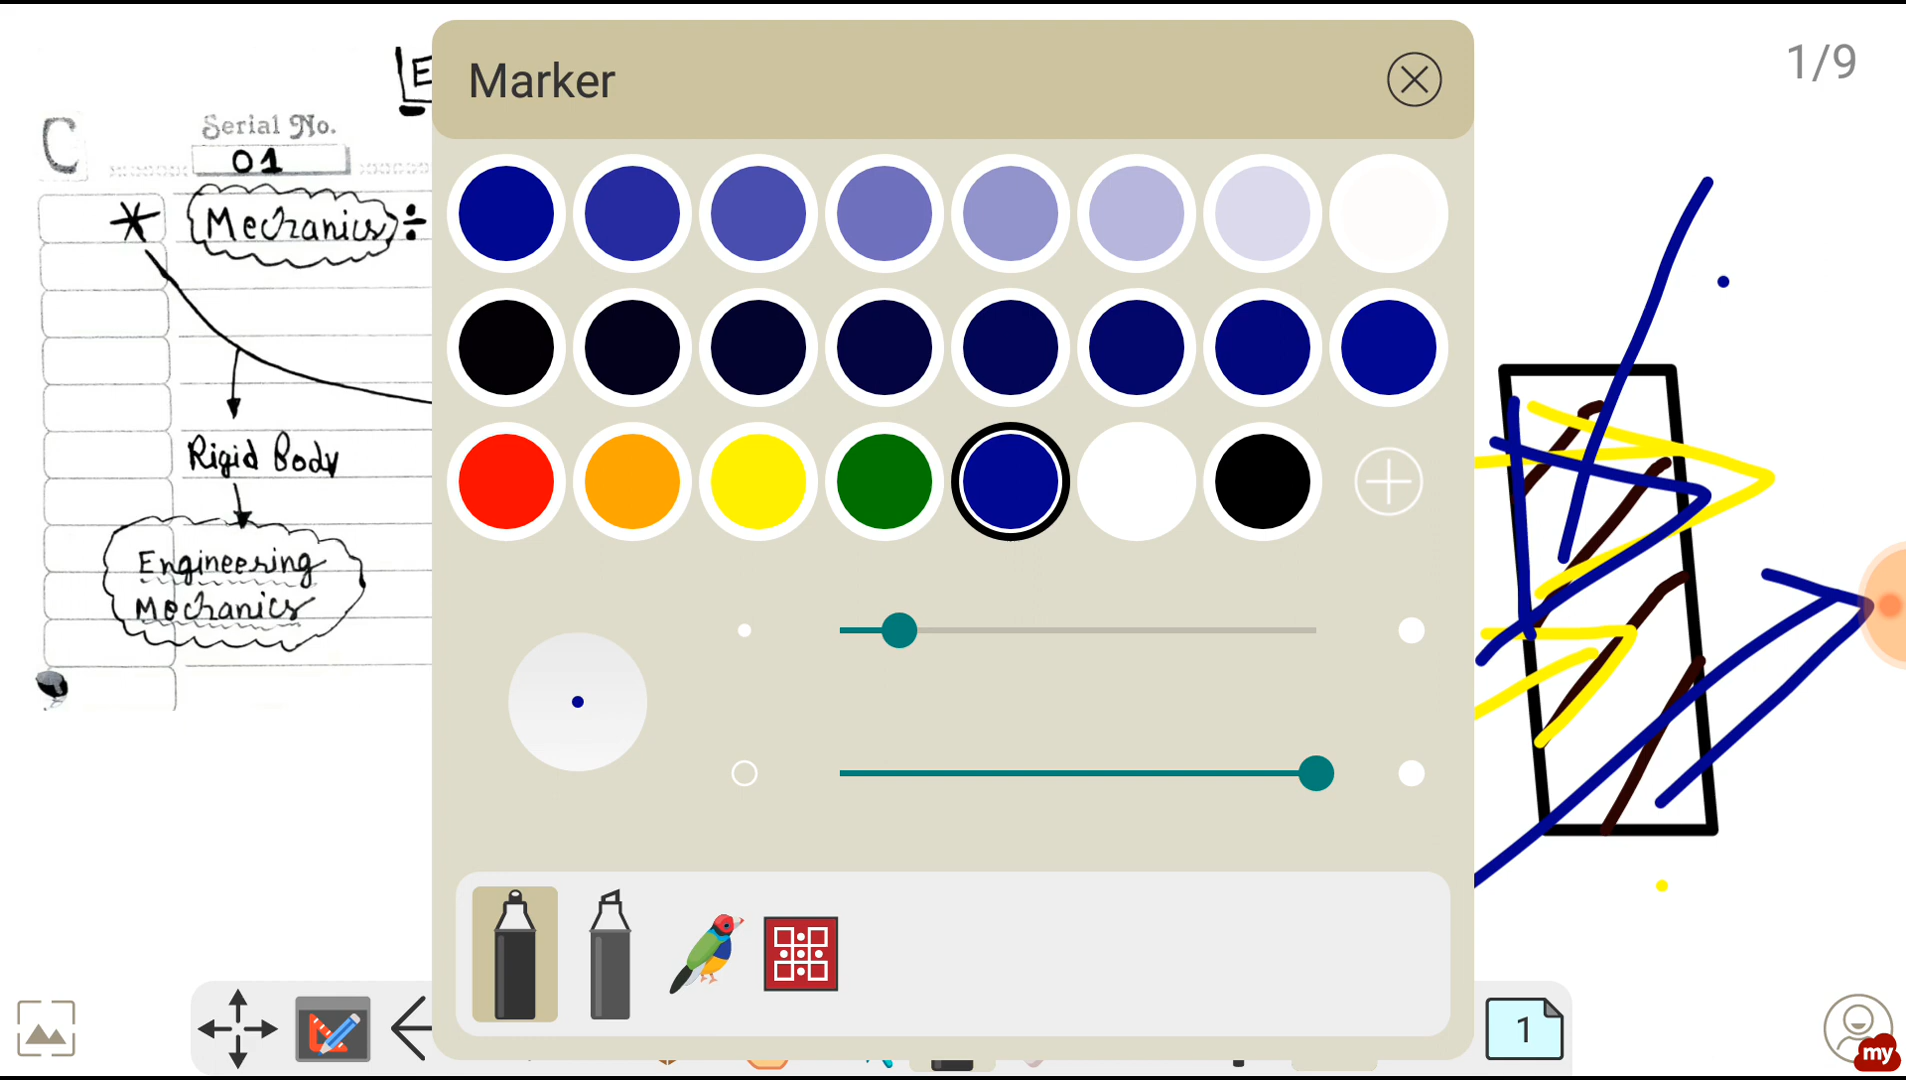 Marker
1/9
E
C
Serial No.
01
* Mechanics ÷
Rigid Body
Engineering
Mechanics
1
my